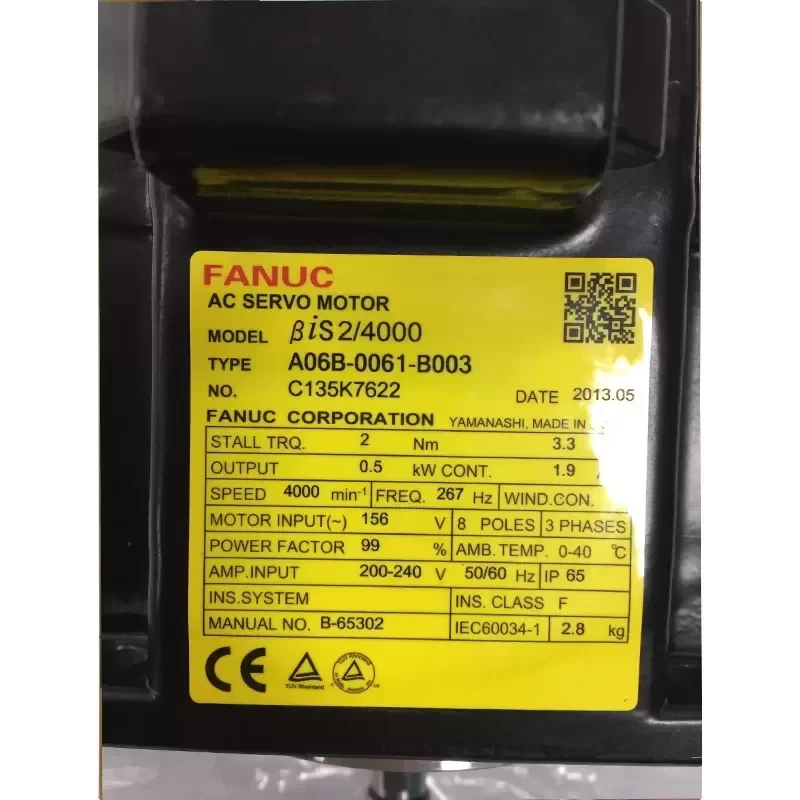 FANUC
AC SERVO MOTOR
MODEL βiS 2/4000
TYPE A06B-0061-B003
NO. C135K7622 DATE 2013.05
FANUC CORPORATION YAMANASHI, MADE IN
STALL TRQ. 2 Nm 3.3
OUTPUT 0.5 kW CONT. 1.9
SPEED 4000 min⁻¹ FREQ. 267 Hz WIND.CON.
MOTOR INPUT(~) 156 V 8 POLES 3 PHASES
POWER FACTOR 99 % AMB.TEMP. 0-40 ℃
AMP.INPUT 200-240 V 50/60 Hz IP 65
INS.SYSTEM INS. CLASS F
MANUAL NO. B-65302 IEC60034-1 2.8 kg
CE TUV Rheinland